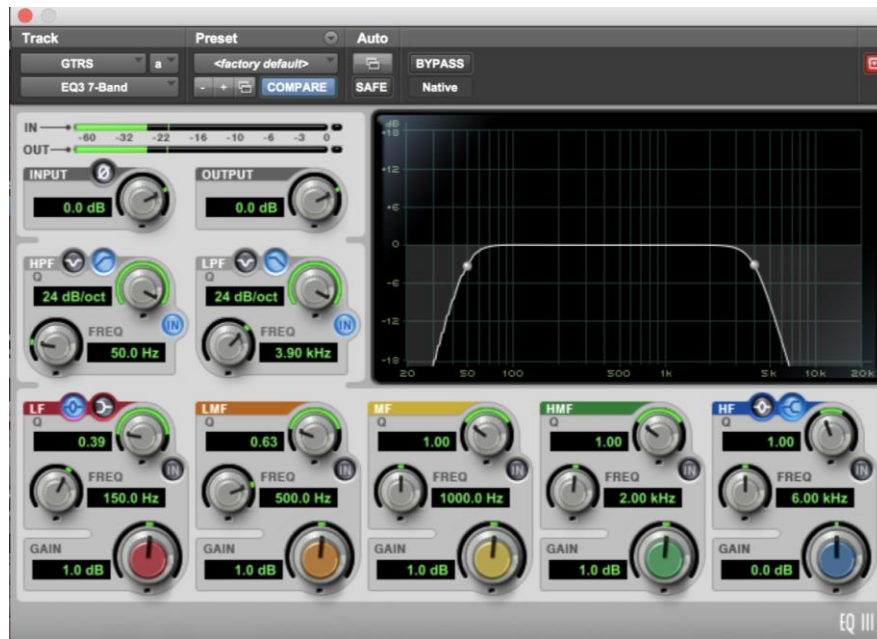 Track Preset Auto
GTRS a <factory default> BYPASS
EQ3 7-Band - + COMPARE SAFE Native
IN
-60 -32 -22 -16 -10 -6 -3 0
OUT
INPUT Ø OUTPUT
0.0 dB 0.0 dB
HPF LPF
Q Q
24 dB/oct 24 dB/oct
IN IN
FREQ FREQ
50.0 Hz 3.90 kHz
dB
+18
+12
+6
0
-6
-12
-18
20 50 100 500 1k 5k 10k 20k
LF LMF MF HMF HF
Q Q Q Q Q
0.39 0.63 1.00 1.00 1.00
IN IN IN IN IN
FREQ FREQ FREQ FREQ FREQ
150.0 Hz 500.0 Hz 1000.0 Hz 2.00 kHz 6.00 kHz
GAIN GAIN GAIN GAIN GAIN
1.0 dB 1.0 dB 1.0 dB 1.0 dB 0.0 dB
EQ III